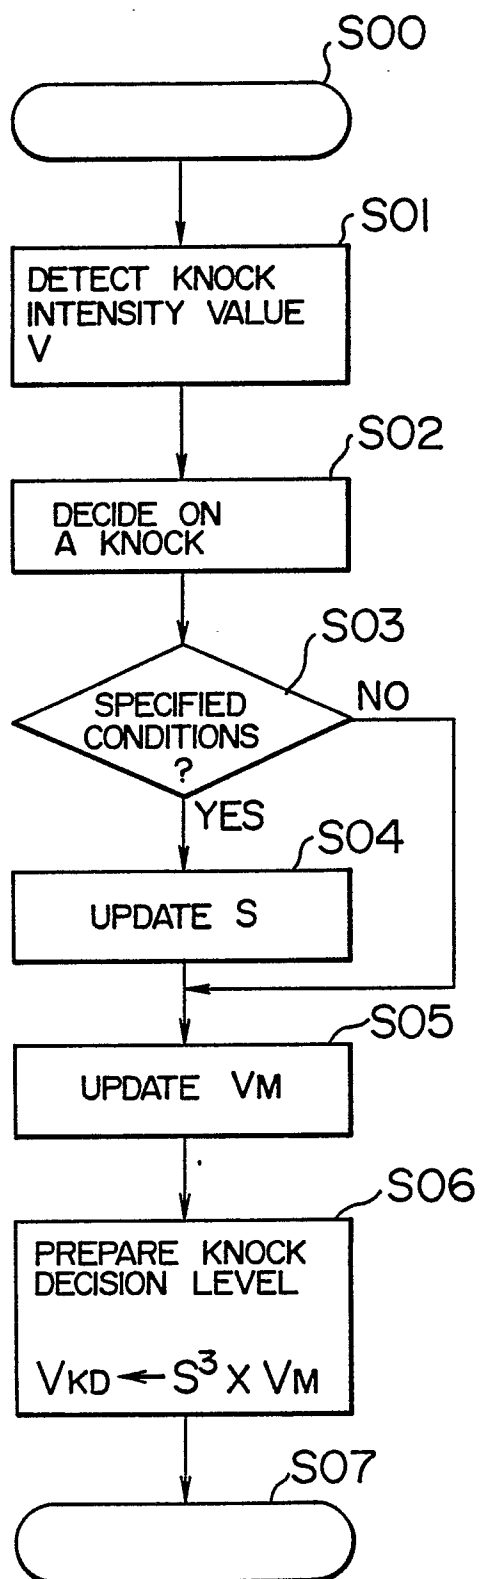 S00
S01
DETECT KNOCK
INTENSITY VALUE
V
S02
DECIDE ON
A KNOCK
S03
SPECIFIED
CONDITIONS
?
NO
YES
S04
UPDATE S
S05
UPDATE VM
S06
PREPARE KNOCK
DECISION LEVEL
VKD ← S³ X VM
S07